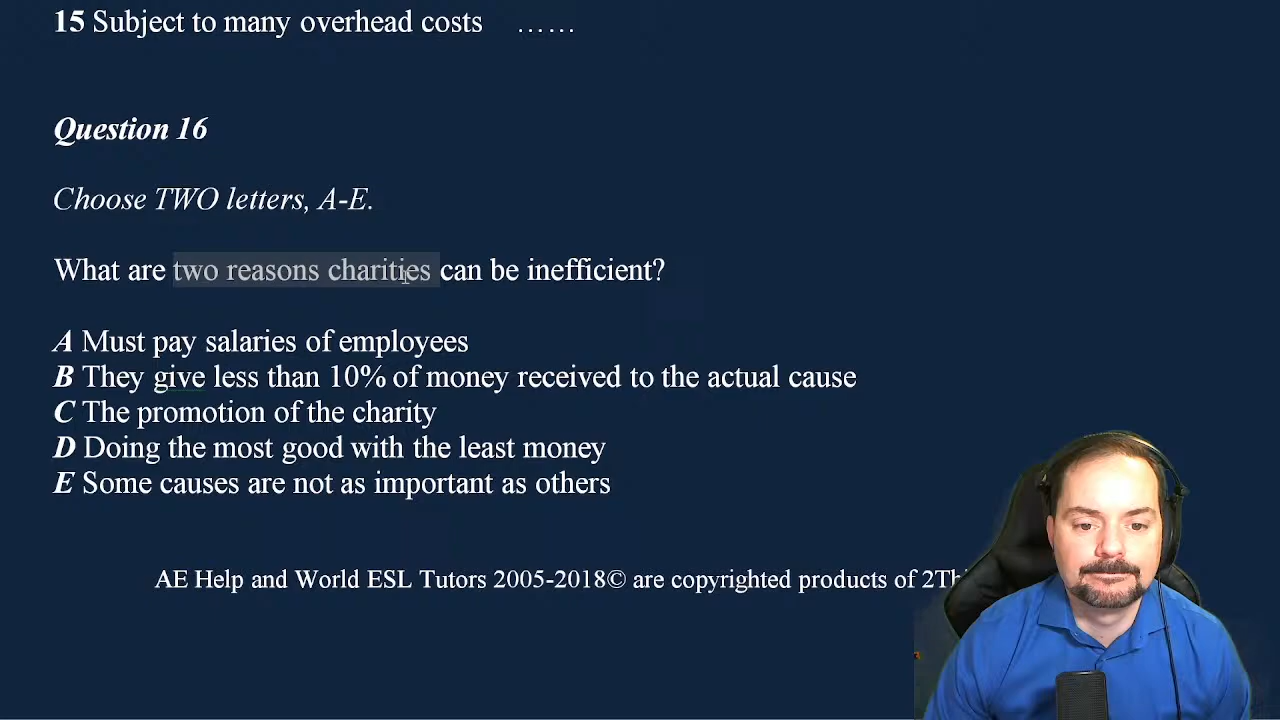 15 Subject to many overhead costs ......
Question 16
Choose TWO letters, A-E.
What are two reasons charities can be inefficient?
A Must pay salaries of employees
B They give less than 10% of money received to the actual cause
C The promotion of the charity
D Doing the most good with the least money
E Some causes are not as important as others
AE Help and World ESL Tutors 2005-2018© are copyrighted products of